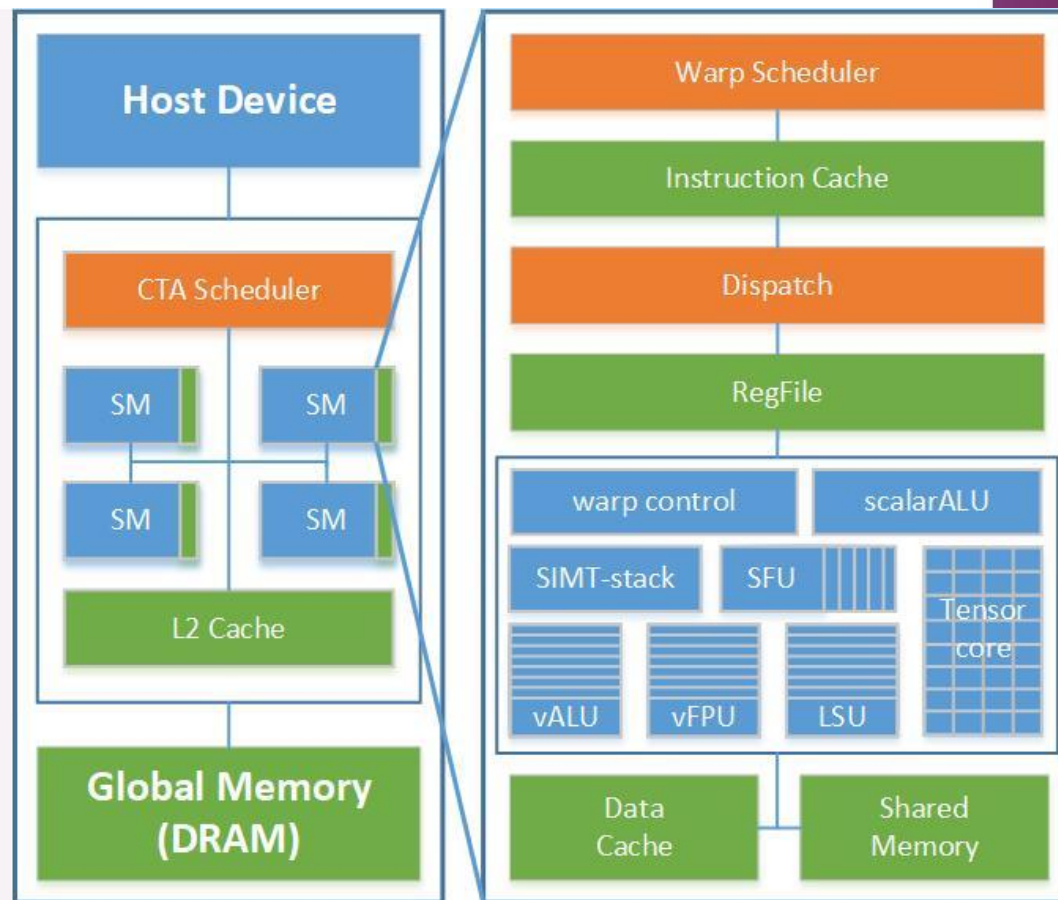 Host Device
CTA Scheduler
SM
SM
SM
SM
L2 Cache
Global Memory
(DRAM)
Warp Scheduler
Instruction Cache
Dispatch
RegFile
warp control
scalarALU
SIMT-stack
SFU
Tensor
core
vALU
vFPU
LSU
Data
Cache
Shared
Memory